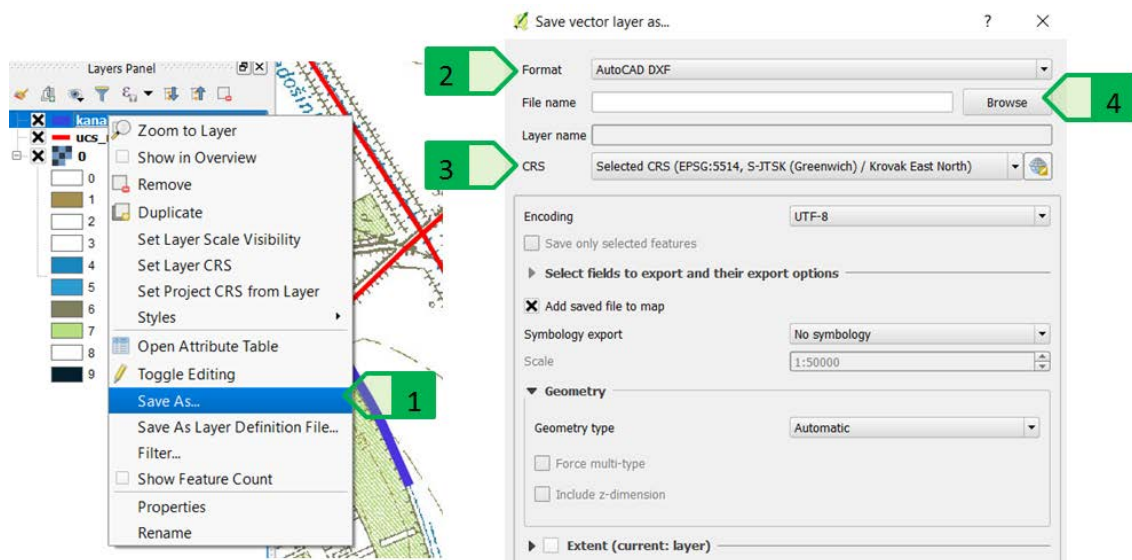 Layers Panel
kana
ucs_
0
0
1
2
3
4
5
6
7
8
9
Zoom to Layer
Show in Overview
Remove
Duplicate
Set Layer Scale Visibility
Set Layer CRS
Set Project CRS from Layer
Styles
Open Attribute Table
Toggle Editing
Save As...
Save As Layer Definition File...
Filter...
Show Feature Count
Properties
Rename
1
Save vector layer as...
? X
2
Format AutoCAD DXF
File name Browse
4
Layer name
3
CRS Selected CRS (EPSG:5514, S-JTSK (Greenwich) / Krovak East North)
Encoding UTF-8
Save only selected features
Select fields to export and their export options
Add saved file to map
Symbology export No symbology
Scale 1:50000
Geometry
Geometry type Automatic
Force multi-type
Include z-dimension
Extent (current: layer)